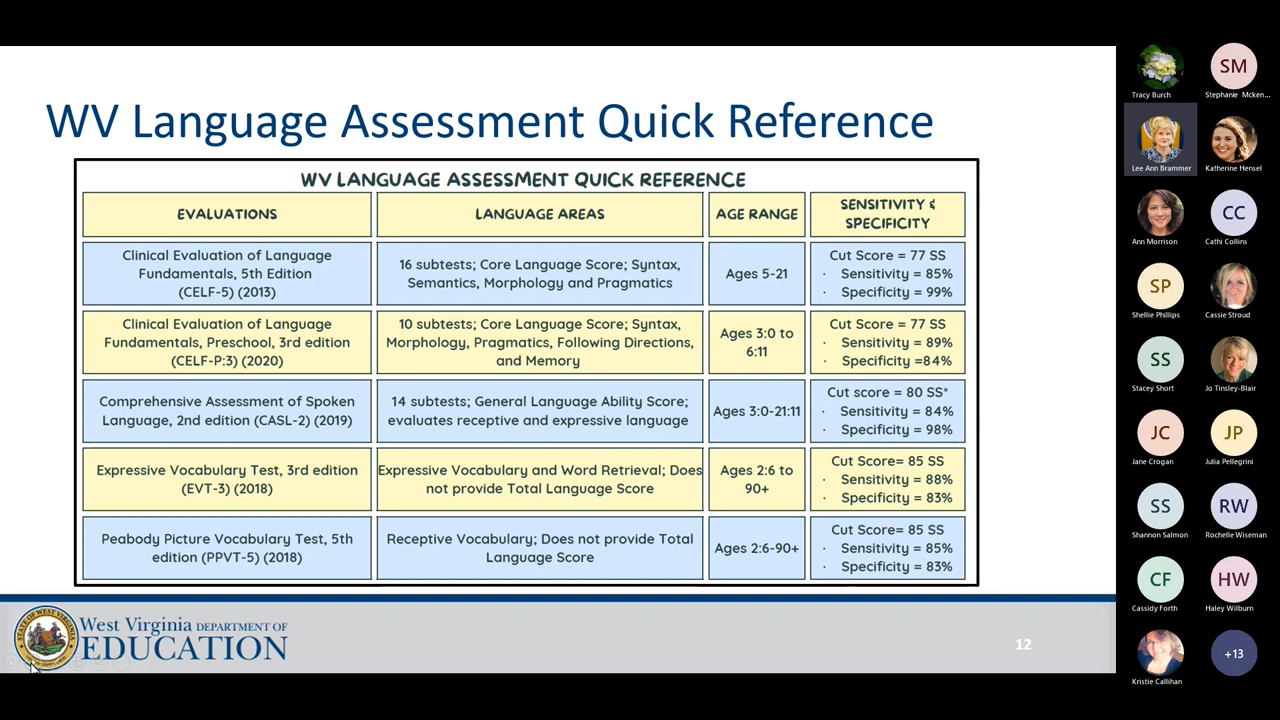 WV Language Assessment Quick Reference
WV LANGUAGE ASSESSMENT QUICK REFERENCE
EVALUATIONS
LANGUAGE AREAS
AGE RANGE
SENSITIVITY &
SPECIFICITY
Clinical Evaluation of Language
Fundamentals, 5th Edition
(CELF-5) (2013)
16 subtests; Core Language Score; Syntax,
Semantics, Morphology and Pragmatics
Ages 5-21
Cut Score = 77 SS
· Sensitivity = 85%
· Specificity = 99%
Clinical Evaluation of Language
Fundamentals, Preschool, 3rd edition
(CELF-P:3) (2020)
10 subtests; Core Language Score; Syntax,
Morphology, Pragmatics, Following Directions,
and Memory
Ages 3:0 to
6:11
Cut Score = 77 SS
· Sensitivity = 89%
· Specificity =84%
Comprehensive Assessment of Spoken
Language, 2nd edition (CASL-2) (2019)
14 subtests; General Language Ability Score;
evaluates receptive and expressive language
Ages 3:0-21:11
Cut score = 80 SS*
· Sensitivity = 84%
· Specificity = 98%
Expressive Vocabulary Test, 3rd edition
(EVT-3) (2018)
Expressive Vocabulary and Word Retrieval; Does
not provide Total Language Score
Ages 2:6 to
90+
Cut Score= 85 SS
· Sensitivity = 88%
· Specificity = 83%
Peabody Picture Vocabulary Test, 5th
edition (PPVT-5) (2018)
Receptive Vocabulary; Does not provide Total
Language Score
Ages 2:6-90+
Cut Score= 85 SS
· Sensitivity = 85%
· Specificity = 83%
West Virginia DEPARTMENT OF
EDUCATION
12
Tracy Burch
SM
Stephanie Mcken...
Lee Ann Brammer
Katherine Hensel
Ann Morrison
CC
Cathi Collins
SP
Shellie Phillips
Cassie Stroud
SS
Stacey Short
Jo Tinsley-Blair
JC
Jane Crogan
JP
Julia Pellegrini
SS
Shannon Salmon
RW
Rochelle Wiseman
CF
Cassidy Forth
HW
Haley Wilburn
Kristie Callihan
+13